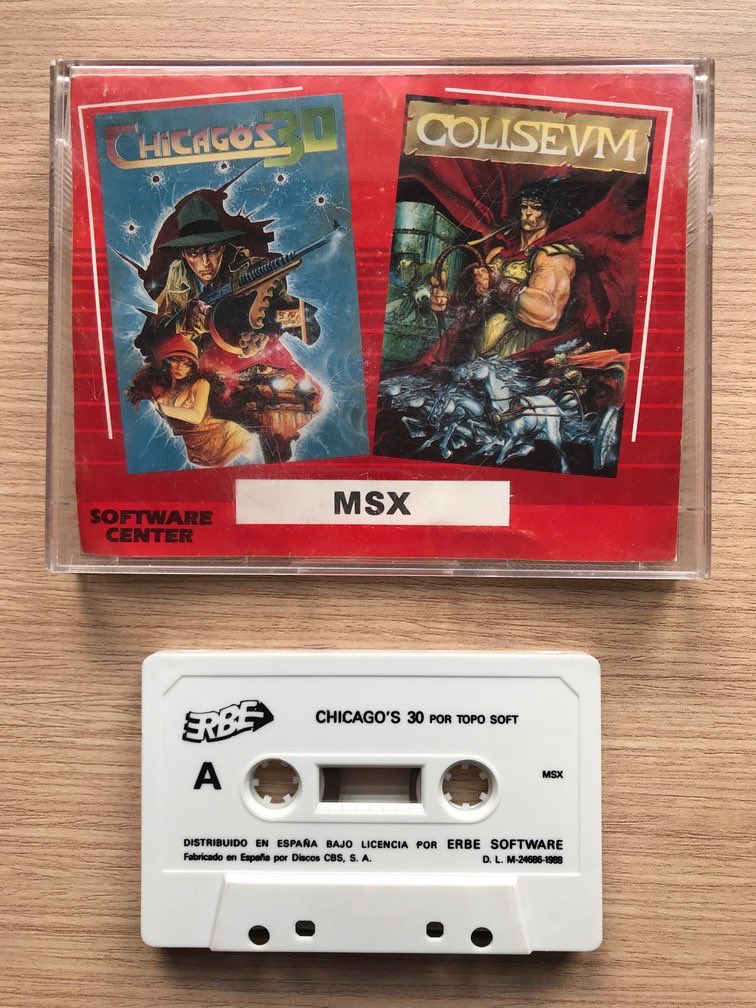 CHICAGO'S 30
COLISEVM
MSX
SOFTWARE
CENTER
ERBE
CHICAGO'S 30 POR TOPO SOFT
A
MSX
DISTRIBUIDO EN ESPAÑA BAJO LICENCIA POR ERBE SOFTWARE
Fabricado en España por Discos CBS, S. A. D. L. M-24686-1988